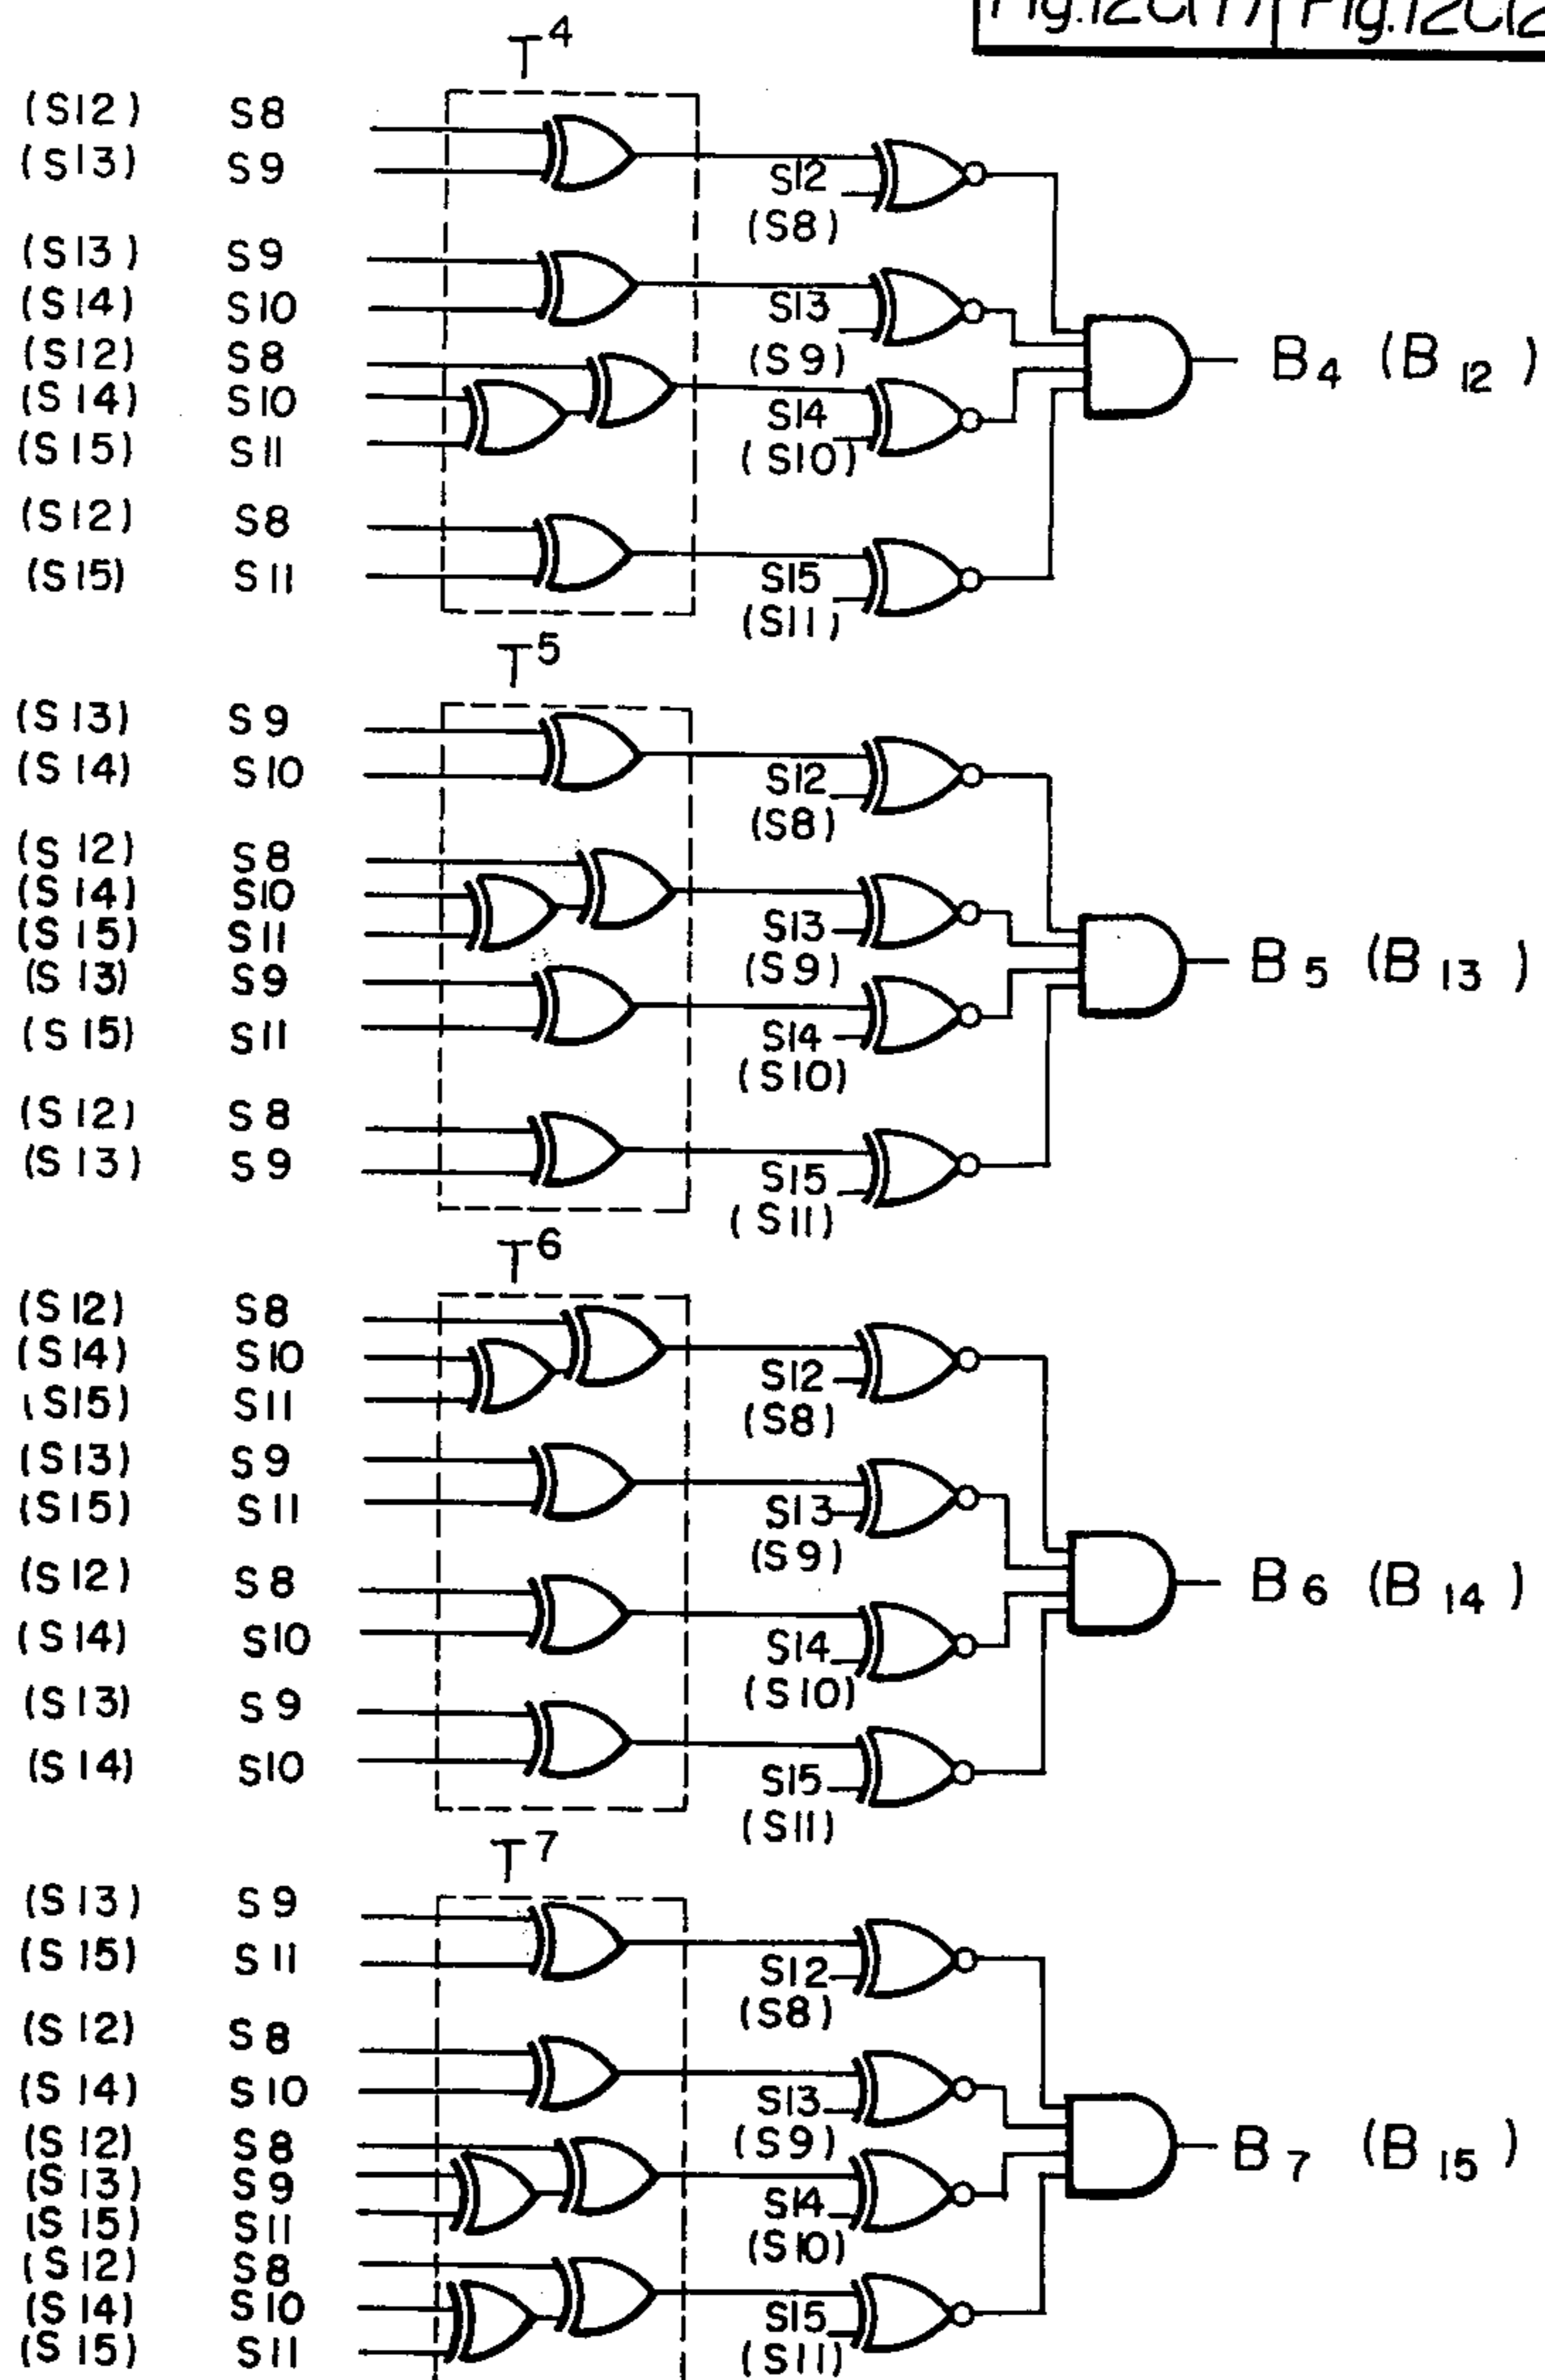 Fig.12C(1) Fig.12C(2
T4
(S12) S8
(S13) S9
S12
(S8)
(S13) S9
(S14) S10
S13
(S9)
(S12) S8
(S14) S10
(S15) S11
S14
(S10)
B4 (B12)
(S12) S8
(S15) S11
S15
(S11)
T5
(S13) S9
(S14) S10
S12
(S8)
(S12) S8
(S14) S10
(S15) S11
S13
(S9)
(S13) S9
(S15) S11
S14
(S10)
B5 (B13)
(S12) S8
(S13) S9
S15
(S11)
T6
(S12) S8
(S14) S10
(S15) S11
S12
(S8)
(S13) S9
(S15) S11
S13
(S9)
(S12) S8
(S14) S10
S14
(S10)
B6 (B14)
(S13) S9
(S14) S10
S15
(S11)
T7
(S13) S9
(S15) S11
S12
(S8)
(S12) S8
(S14) S10
S13
(S9)
(S12) S8
(S13) S9
(S15) S11
S14
(S10)
B7 (B15)
(S12) S8
(S14) S10
(S15) S11
S15
(S11)